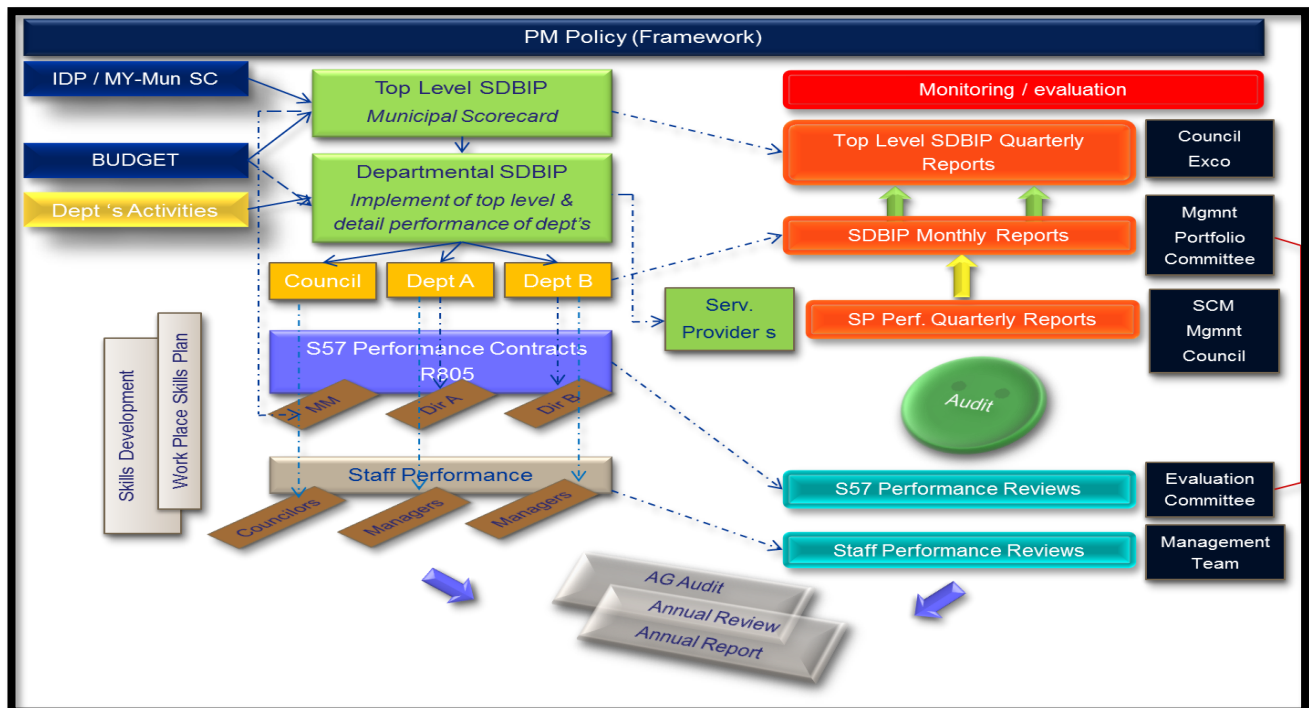 PM Policy (Framework)
IDP / MY-Mun SC
BUDGET
Dept ‘s Activities
Top Level SDBIP
Municipal Scorecard
Departmental SDBIP
Implement of top level &
detail performance of dept’s
Council
Dept A
Dept B
Serv.
Provider s
S57 Performance Contracts
R805
MM
Dir A
Dir B
Staff Performance
Councilors
Managers
Managers
Skills Development
Work Place Skills Plan
Monitoring / evaluation
Top Level SDBIP Quarterly
Reports
Council
Exco
SDBIP Monthly Reports
Mgmnt
Portfolio
Committee
SP Perf. Quarterly Reports
SCM
Mgmnt
Council
Audit
S57 Performance Reviews
Evaluation
Committee
Staff Performance Reviews
Management
Team
AG Audit
Annual Review
Annual Report